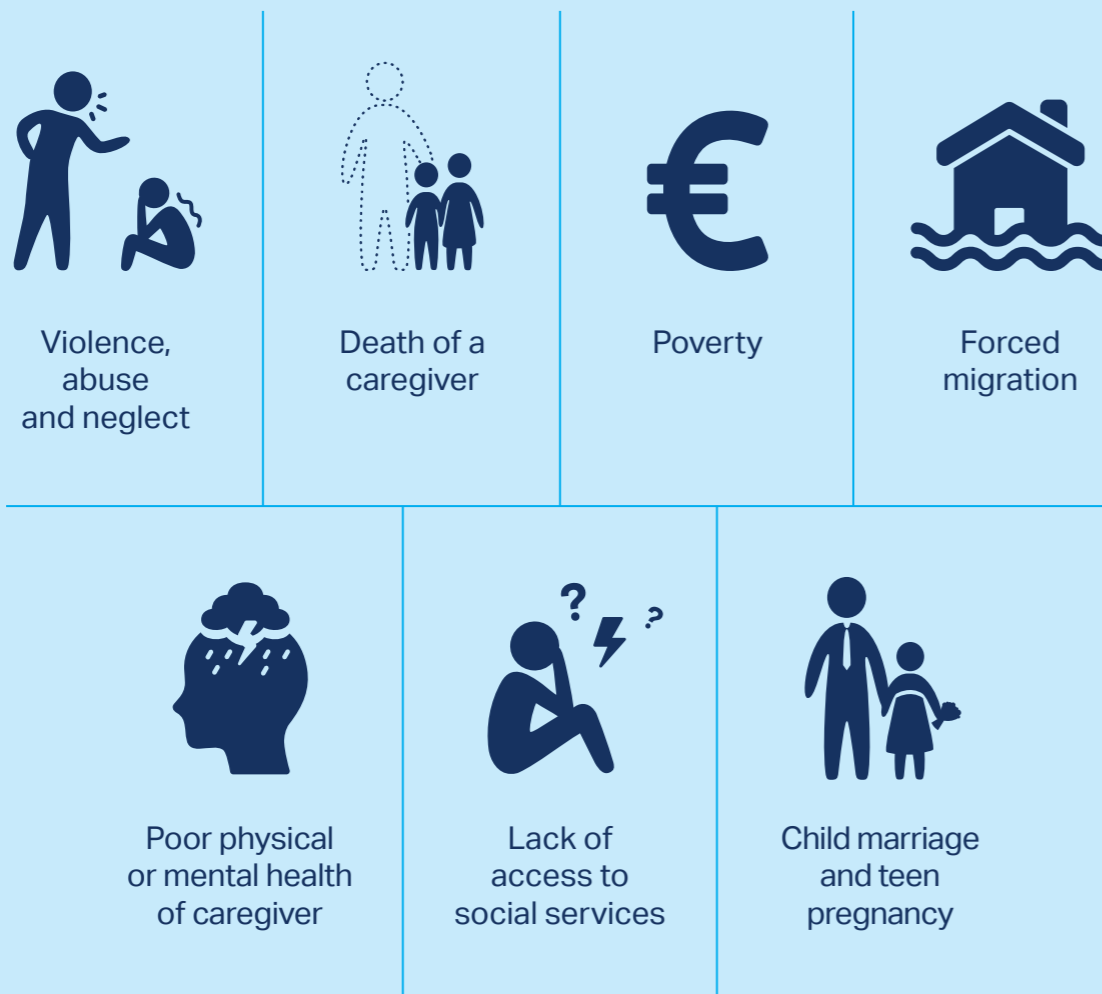 Violence,
abuse
and neglect
Death of a
caregiver
Poverty
Forced
migration
Poor physical
or mental health
of caregiver
Lack of
access to
social services
Child marriage
and teen
pregnancy